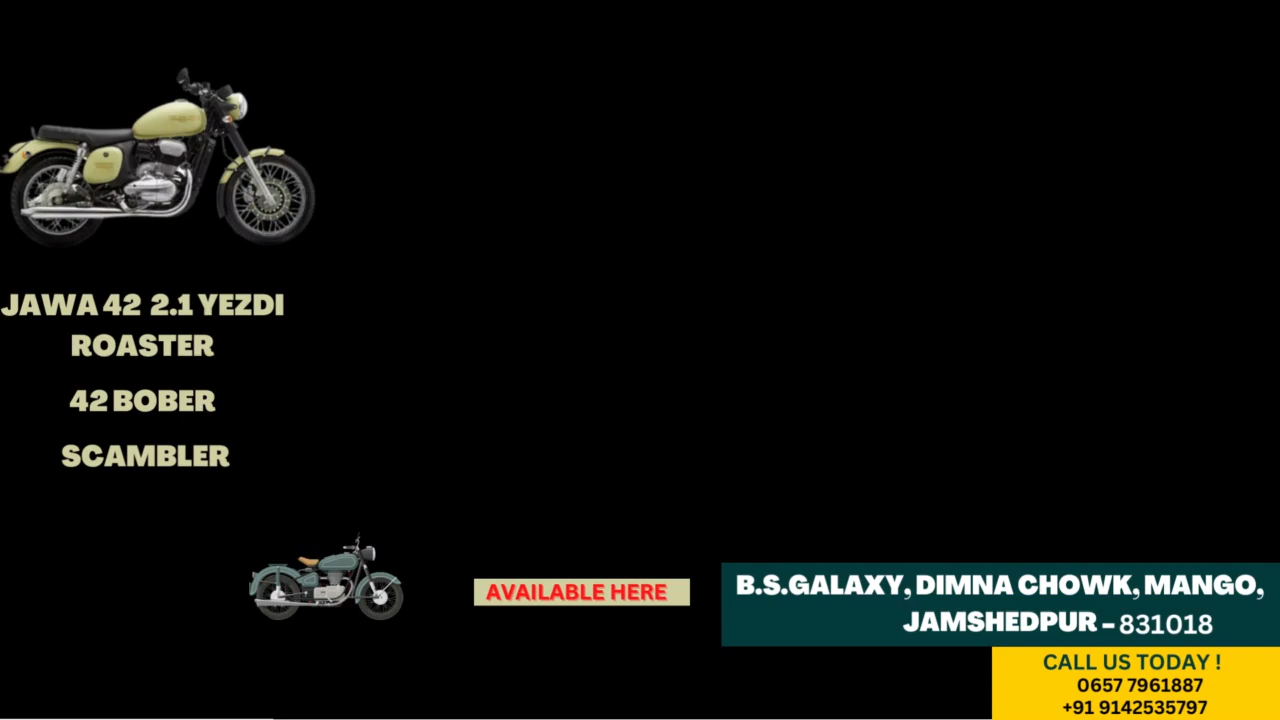 JAWA 42 2.1 YEZDI
ROASTER
42 BOBER
SCAMBLER
AVAILABLE HERE
B.S.GALAXY, DIMNA CHOWK, MANGO,
JAMSHEDPUR – 831018
CALL US TODAY !
0657 7961887
+91 9142535797